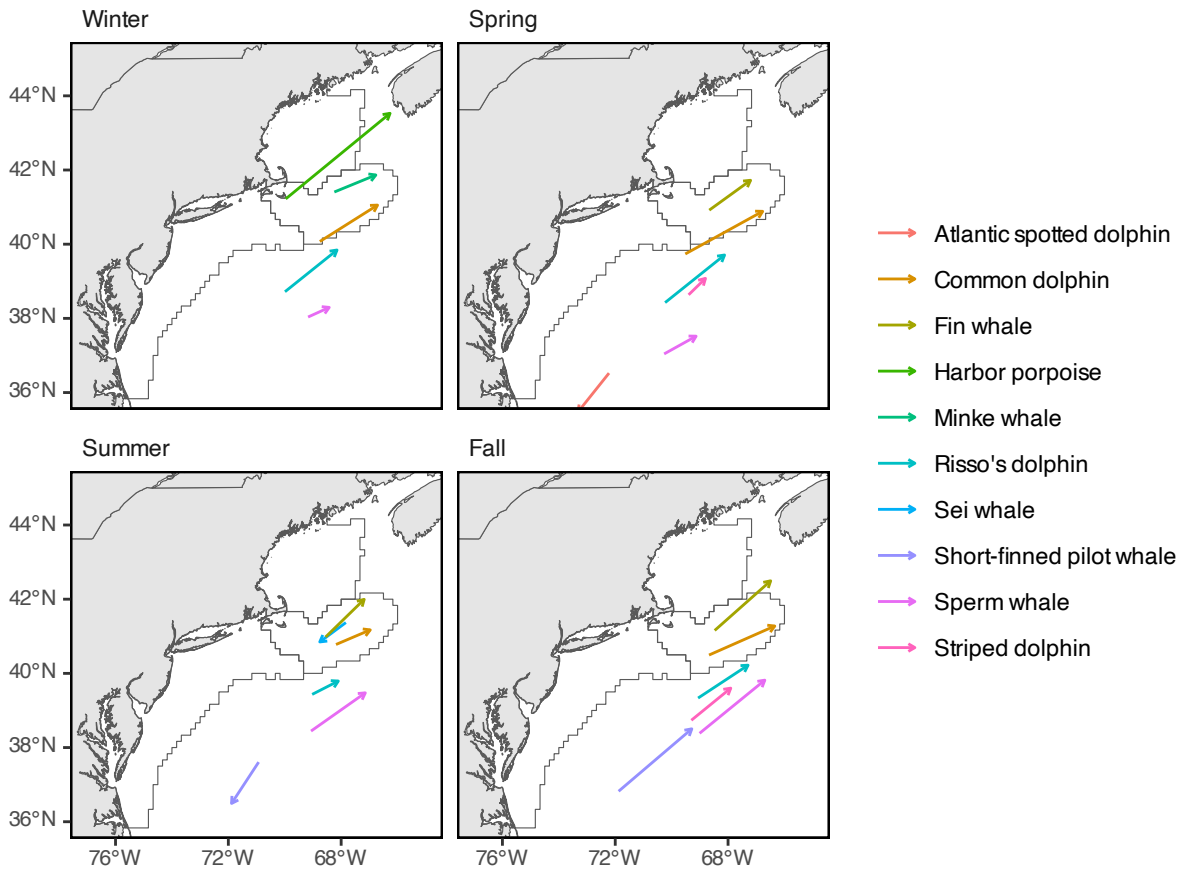 Winter
Spring
44°N
42°N
40°N
38°N
36°N
Summer
Fall
44°N
42°N
40°N
38°N
36°N
76°W
72°W
68°W
76°W
72°W
68°W
Atlantic spotted dolphin
Common dolphin
Fin whale
Harbor porpoise
Minke whale
Risso's dolphin
Sei whale
Short-finned pilot whale
Sperm whale
Striped dolphin